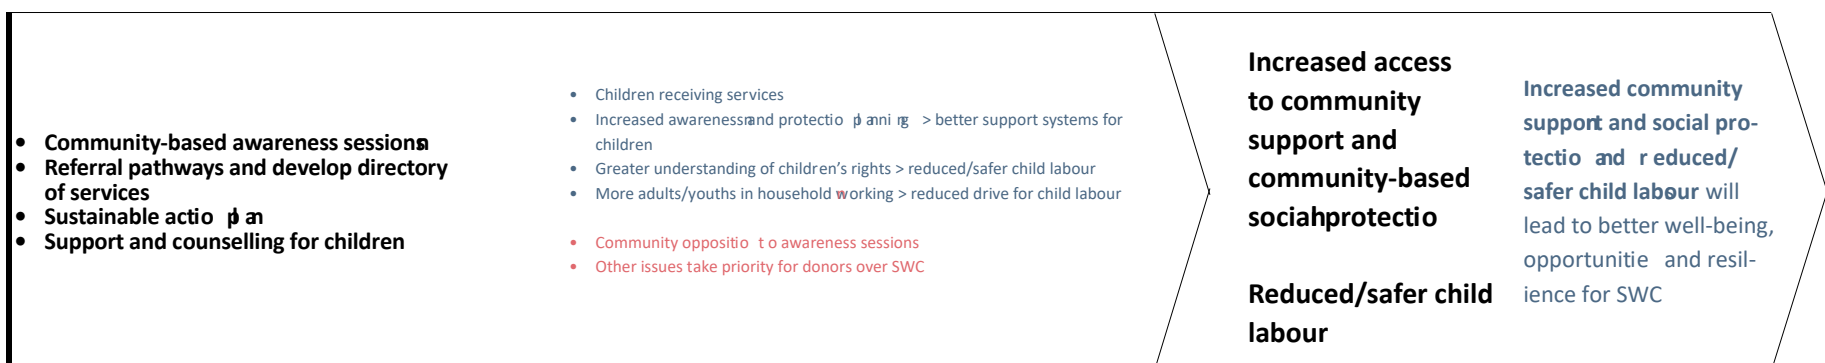 • Community-based awareness sessions
• Referral pathways and develop directory
of services
• Sustainable actio plan
• Support and counselling for children
• Children receiving services
• Increased awareness and protectio planning > better support systems for
children
• Greater understanding of children's rights > reduced/safer child labour
• More adults/youths in household working > reduced drive for child labour
• Community oppositio to awareness sessions
• Other issues take priority for donors over SWC
Increased access
to community
support and
community-based
social protectio
Reduced/safer child
labour
Increased community
support and social pro-
tectio and reduced/
safer child labour will
lead to better well-being,
opportunitie and resil-
ience for SWC